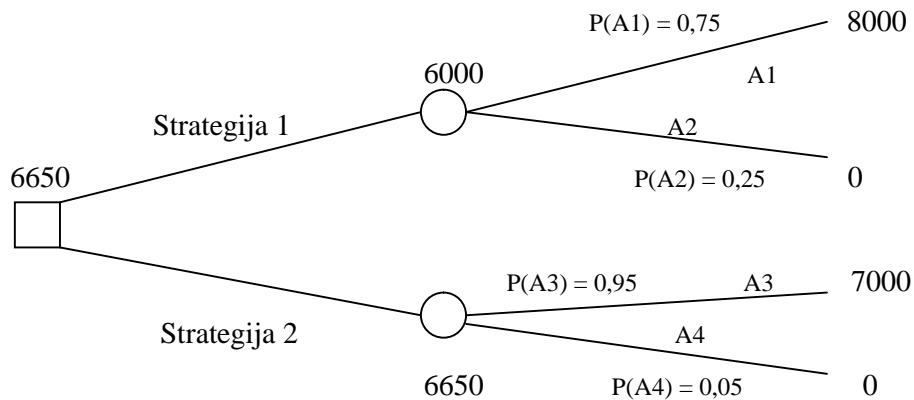 P(A1) = 0,75
8000
A1
6000
Strategija 1
A2
P(A2) = 0,25
0
6650
P(A3) = 0,95
A3
7000
Strategija 2
A4
6650
P(A4) = 0,05
0